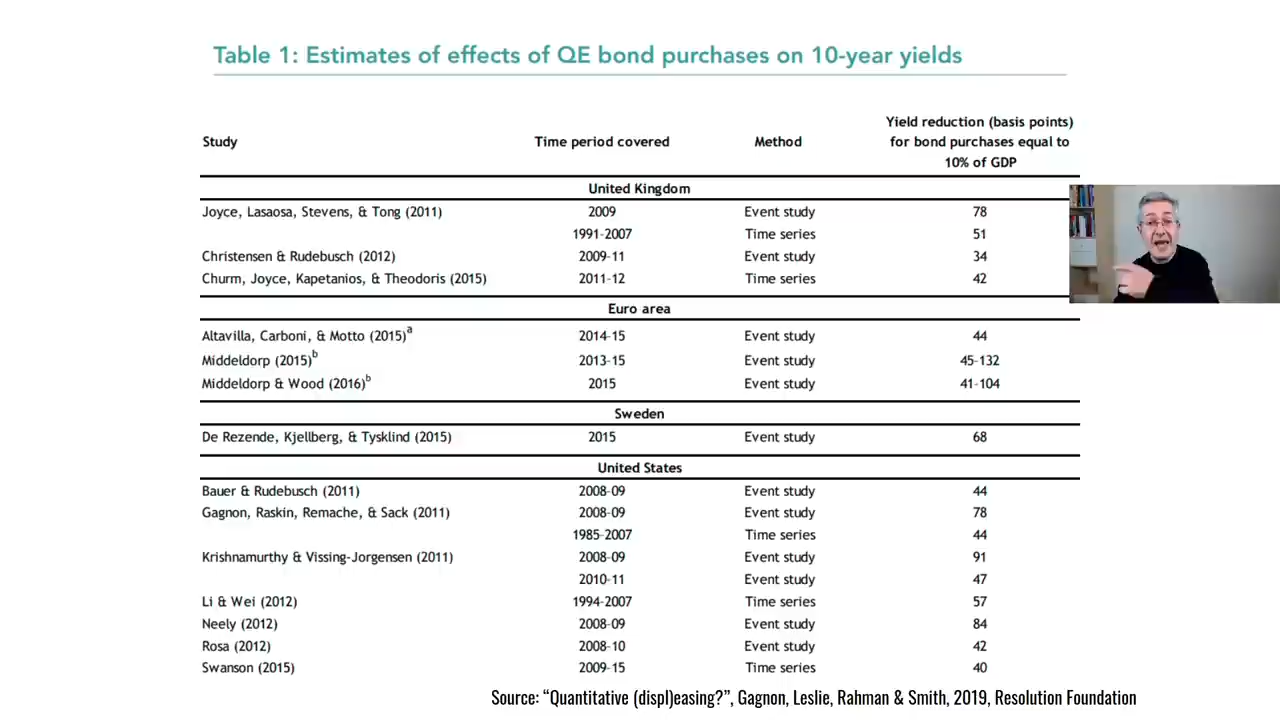 Table 1: Estimates of effects of QE bond purchases on 10-year yields
Study Time period covered Method Yield reduction (basis points) for bond purchases equal to 10% of GDP
United Kingdom
Joyce, Lasaosa, Stevens, & Tong (2011) 2009 Event study 78
1991-2007 Time series 51
Christensen & Rudebusch (2012) 2009-11 Event study 34
Churm, Joyce, Kapetanios, & Theodoris (2015) 2011-12 Time series 42
Euro area
Altavilla, Carboni, & Motto (2015)a 2014-15 Event study 44
Middeldorp (2015)b 2013-15 Event study 45-132
Middeldorp & Wood (2016)b 2015 Event study 41-104
Sweden
De Rezende, Kjellberg, & Tysklind (2015) 2015 Event study 68
United States
Bauer & Rudebusch (2011) 2008-09 Event study 44
Gagnon, Raskin, Remache, & Sack (2011) 2008-09 Event study 78
1985-2007 Time series 44
Krishnamurthy & Vissing-Jorgensen (2011) 2008-09 Event study 91
2010-11 Event study 47
Li & Wei (2012) 1994-2007 Time series 57
Neely (2012) 2008-09 Event study 84
Rosa (2012) 2008-10 Event study 42
Swanson (2015) 2009-15 Time series 40
Source: “Quantitative (displ)easing?”, Gagnon, Leslie, Rahman & Smith, 2019, Resolution Foundation